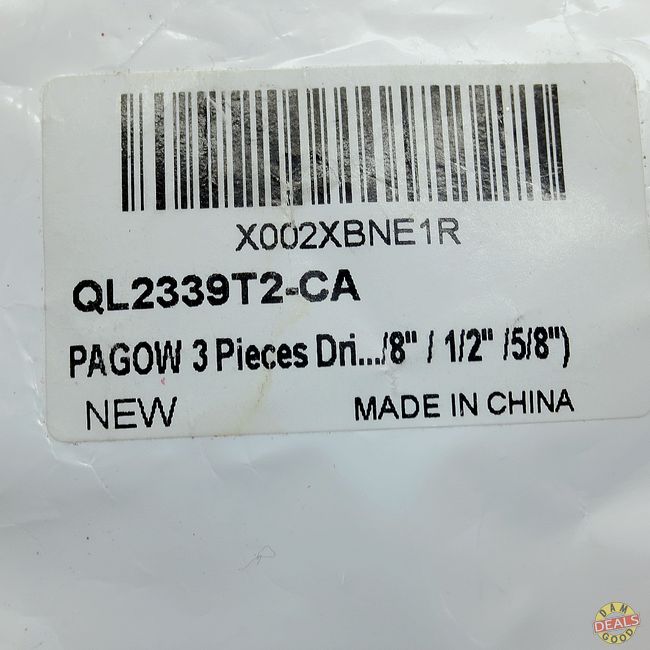 X002XBNE1R
QL2339T2-CA
PAGOW 3 Pieces Dri.../8" / 1/2" /5/8")
NEW MADE IN CHINA
DAM
DEALS
GOOD